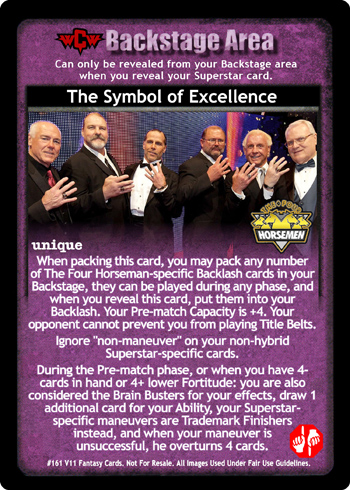 WCW Backstage Area
Can only be revealed from your Backstage area
when you reveal your Superstar card.
The Symbol of Excellence
THE FOUR
HORSEMEN
unique
When packing this card, you may pack any number
of The Four Horseman-specific Backlash cards in your
Backstage, they can be played during any phase, and
when you reveal this card, put them into your
Backlash. Your Pre-match Capacity is +4. Your
opponent cannot prevent you from playing Title Belts.
Ignore "non-maneuver" on your non-hybrid
Superstar-specific cards.
During the Pre-match phase, or when you have 4-
cards in hand or 4+ lower Fortitude: you are also
considered the Brain Busters for your effects, draw 1
additional card for your Ability, your Superstar-
specific maneuvers are Trademark Finishers
instead, and when your maneuver is
unsuccessful, he overturns 4 cards.
#161 V11 Fantasy Cards. Not For Resale. All Images Used Under Fair Use Guidelines.